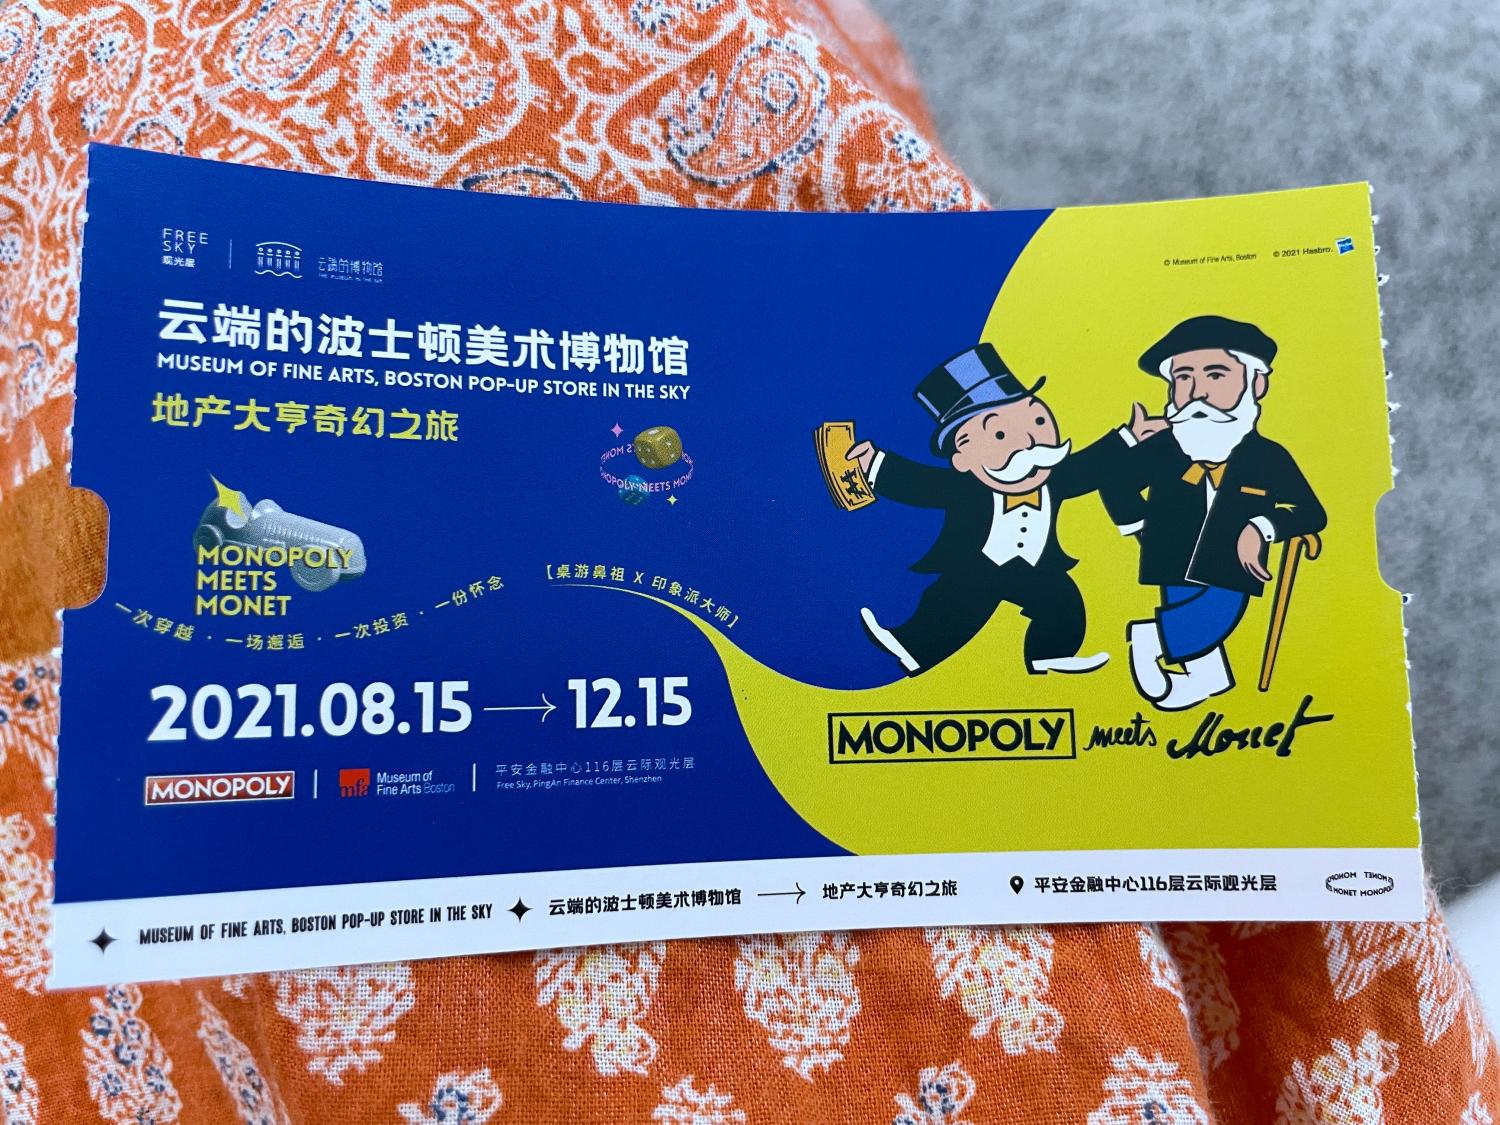 FREE
SKY
观光层
云端的博物馆
THE MUSEUM IN THE SKY
© Museum of Fine Arts, Boston
© 2021 Hasbro.
云端的波士顿美术博物馆
MUSEUM OF FINE ARTS, BOSTON POP-UP STORE IN THE SKY
地产大亨奇幻之旅
MONOPOLY MEETS MONET
MONOPOLY
MEETS
MONET
一次穿越 · 一场邂逅 · 一次投资 · 一份怀念
【桌游鼻祖 X 印象派大师】
2021.08.15 → 12.15
MONOPOLY meets Monet
MONOPOLY
mfa
Museum of
Fine Arts Boston
平安金融中心116层云际观光层
Free Sky, PingAn Finance Center, Shenzhen
MUSEUM OF FINE ARTS, BOSTON POP-UP STORE IN THE SKY
云端的波士顿美术博物馆 → 地产大亨奇幻之旅
平安金融中心116层云际观光层